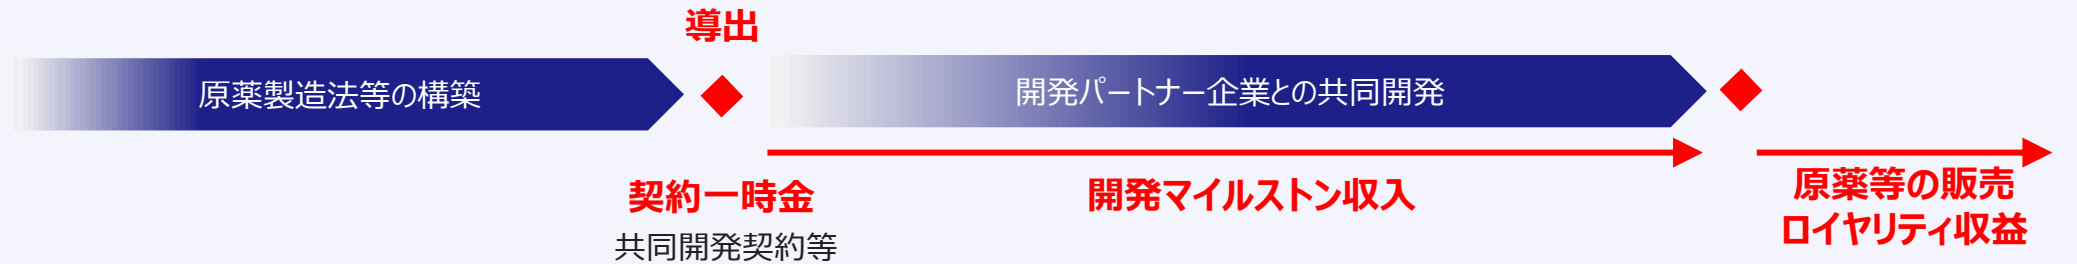 導出
原薬製造法等の構築
開発パートナー企業との共同開発
契約一時金
共同開発契約等
開発マイルストン収入
原薬等の販売
ロイヤリティ収益